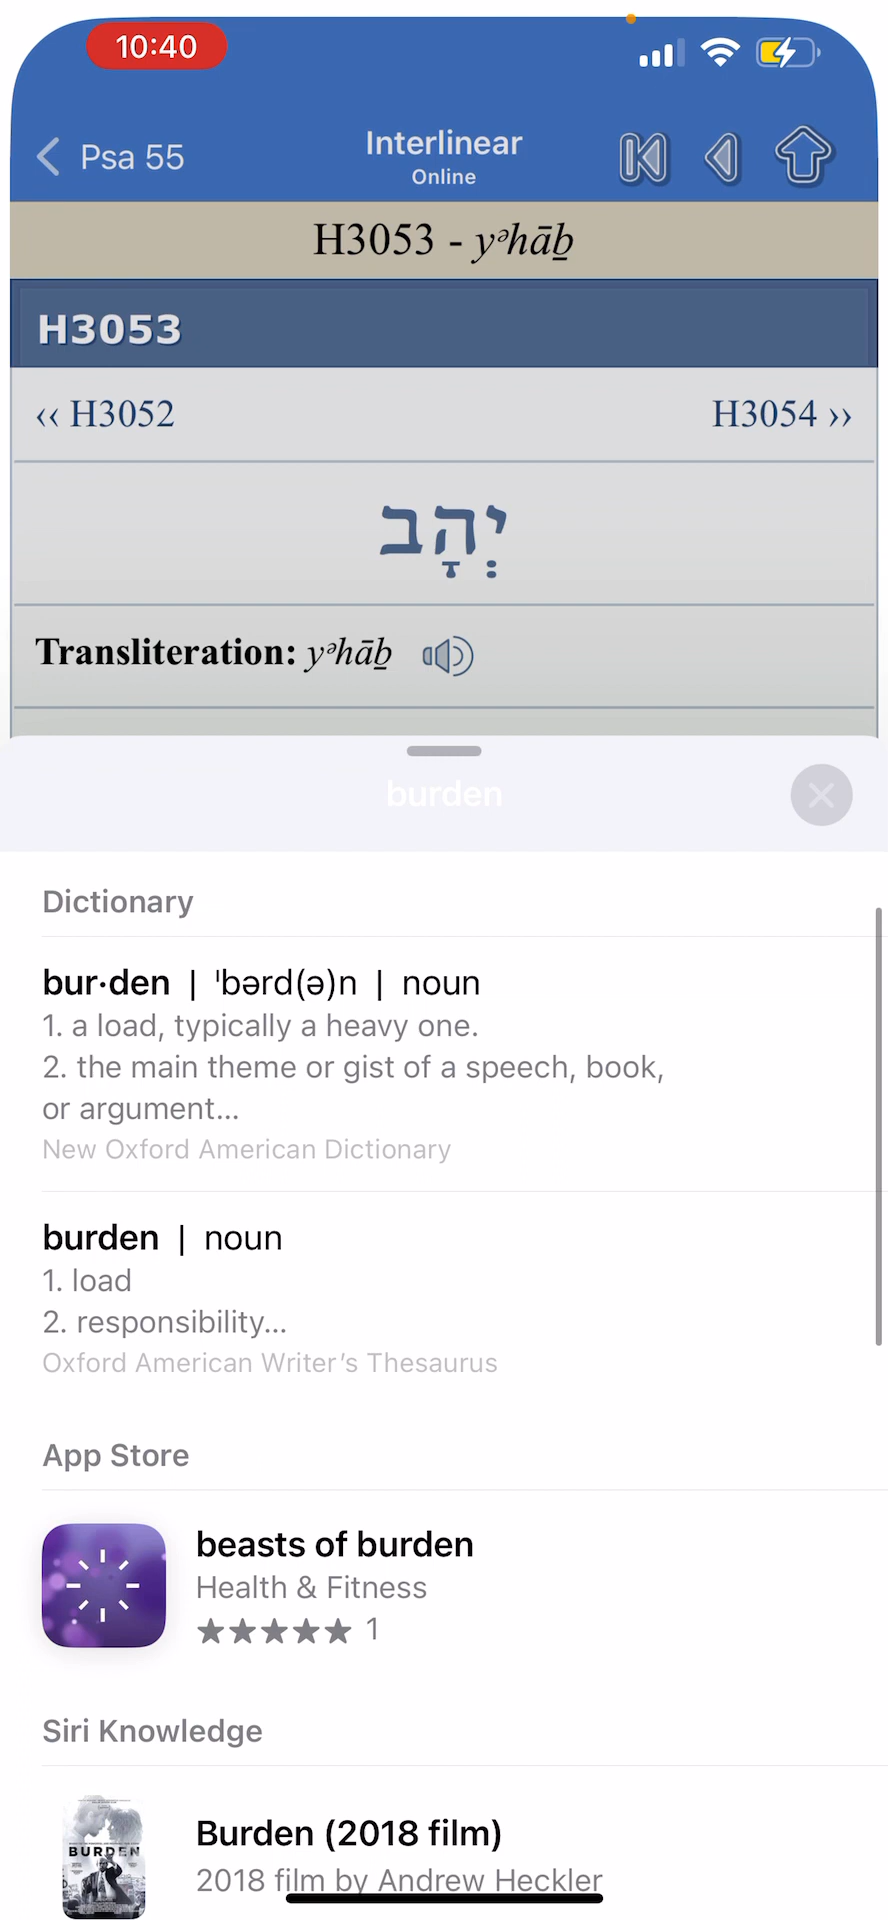 10:40
Psa 55
Interlinear
Online
H3053 - yᵊhāḇ
H3053
‹‹ H3052
H3054 ››
יְהָב
Transliteration: yᵊhāḇ
burden
Dictionary
bur·den | ˈbərd(ə)n | noun
1. a load, typically a heavy one.
2. the main theme or gist of a speech, book,
or argument...
New Oxford American Dictionary
burden | noun
1. load
2. responsibility...
Oxford American Writer’s Thesaurus
App Store
beasts of burden
Health & Fitness
★★★★★ 1
Siri Knowledge
BURDEN
Burden (2018 film)
2018 film by Andrew Heckler